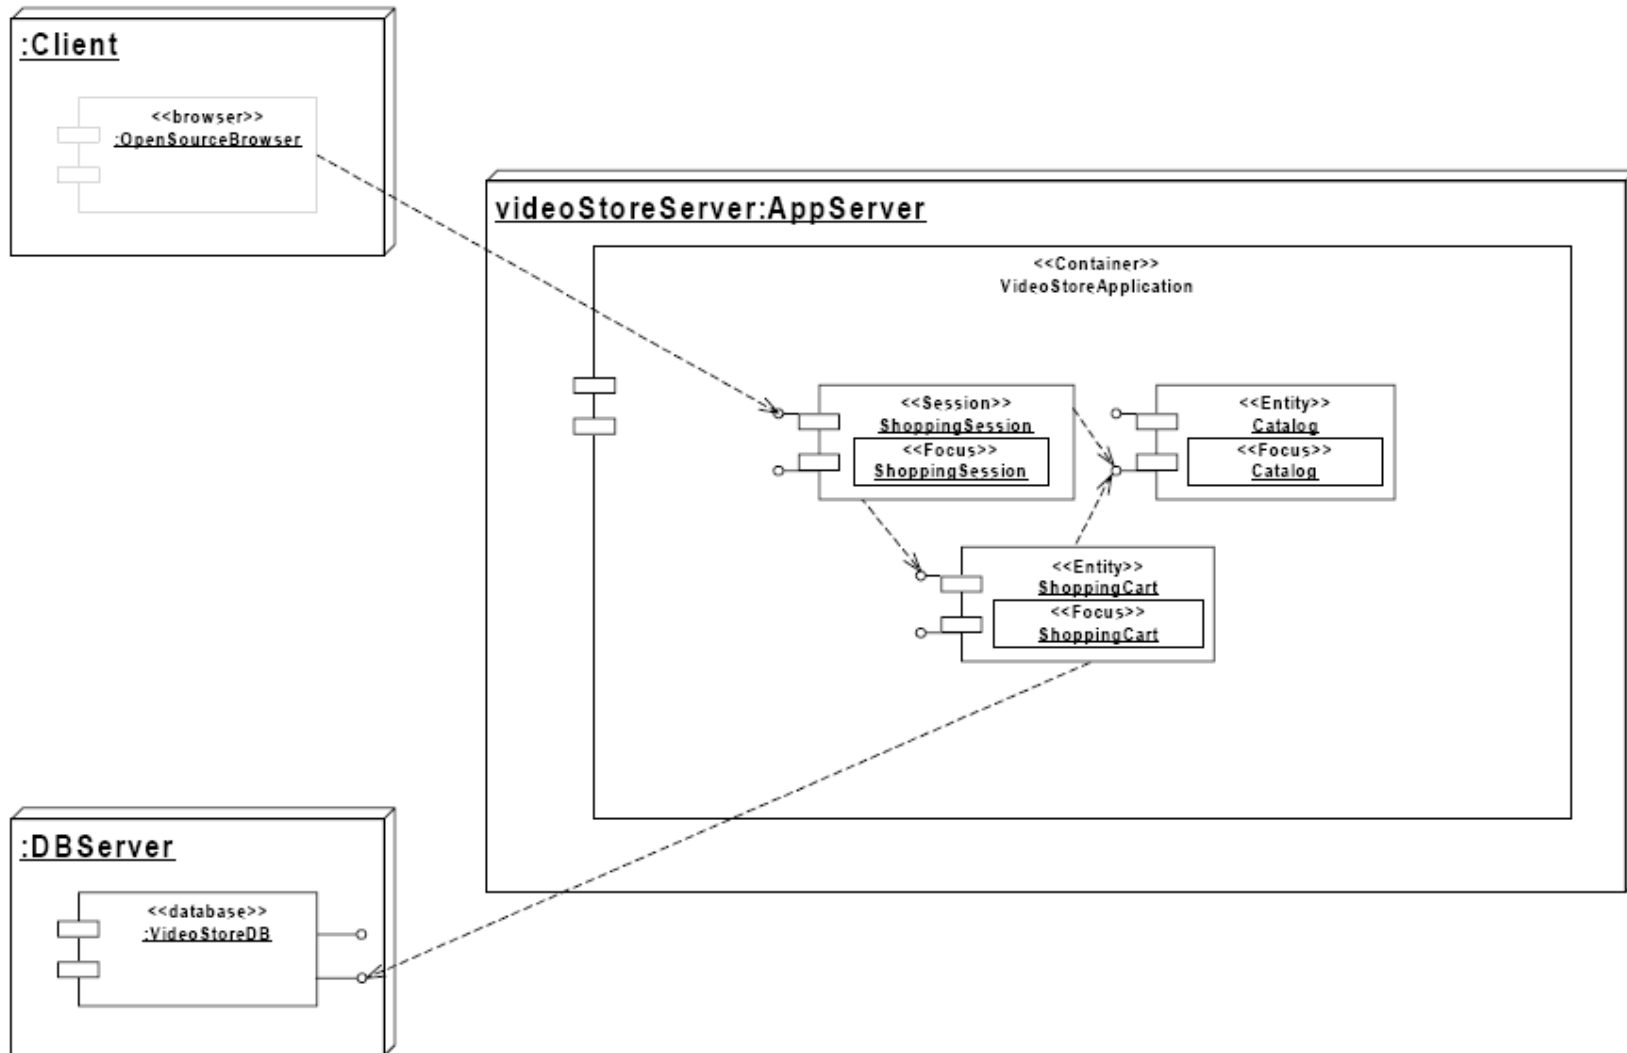 :Client
<<browser>>
:OpenSourceBrowser
videoStoreServer:AppServer
<<Container>>
VideoStoreApplication
<<Session>>
ShoppingSession
<<Focus>>
ShoppingSession
<<Entity>>
Catalog
<<Focus>>
Catalog
<<Entity>>
ShoppingCart
<<Focus>>
ShoppingCart
:DBServer
<<database>>
:VideoStoreDB